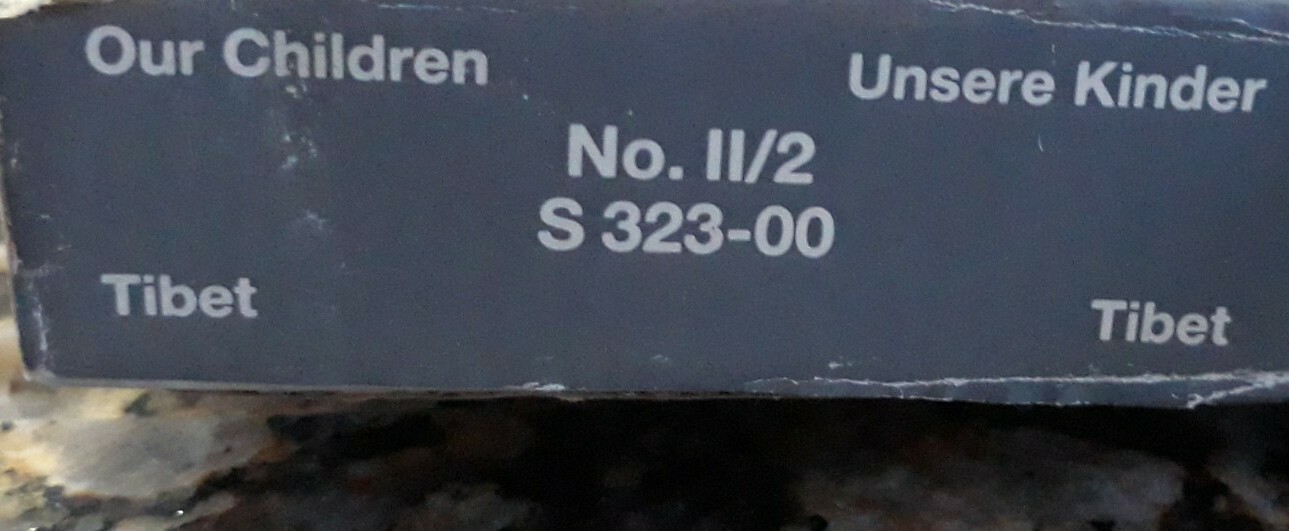 Our Children
Unsere Kinder
No. II/2
S 323-00
Tibet
Tibet